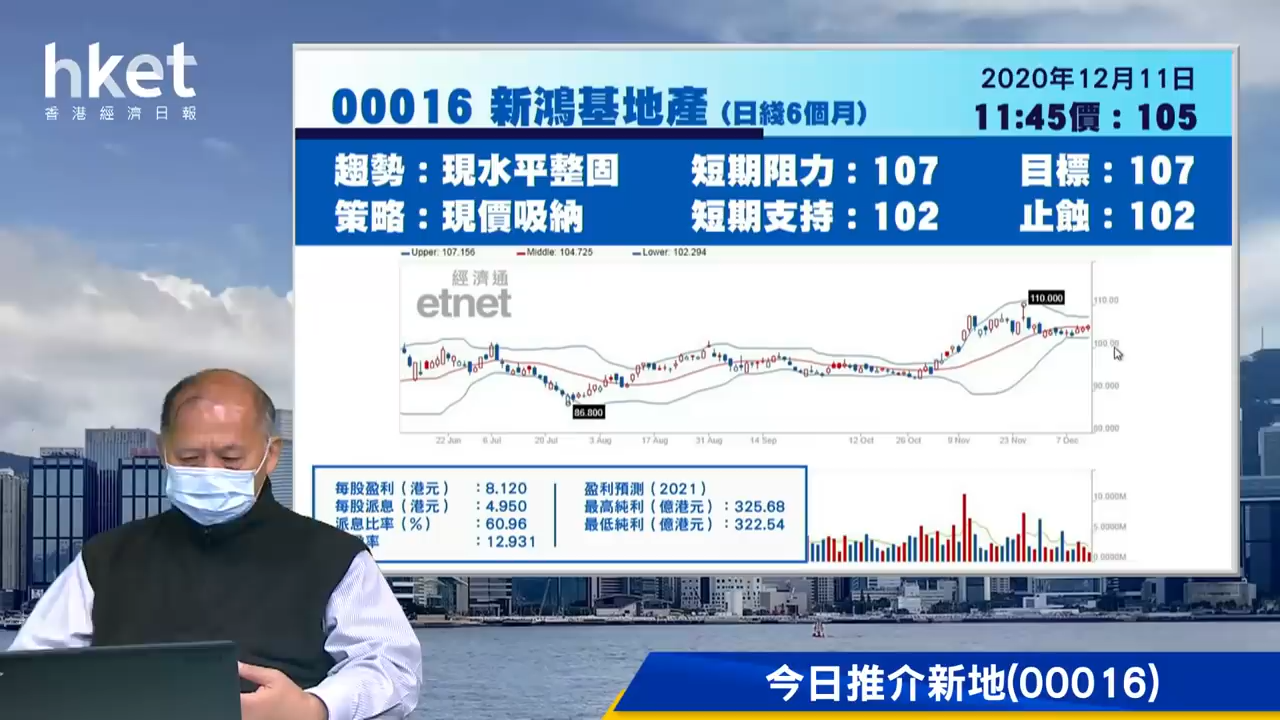 hket
香港經濟日報
00016 新鴻基地產 (日綫6個月)
2020年12月11日
11:45價：105
趨勢：現水平整固 短期阻力：107 目標：107
策略：現價吸納 短期支持：102 止蝕：102
Upper: 107.156 Middle: 104.725 Lower: 102.294
經濟通
etnet
110.000
86.800
110.00
100.00
90.000
80.000
22 Jun 6 Jul 20 Jul 3 Aug 17 Aug 31 Aug 14 Sep 12 Oct 26 Oct 9 Nov 23 Nov 7 Dec
每股盈利（港元）：8.120
每股派息（港元）：4.950
派息比率（%）：60.96
率：12.931
盈利預測（2021）
最高純利（億港元）：325.68
最低純利（億港元）：322.54
10.000M
5.0000M
0.0000M
今日推介新地(00016)